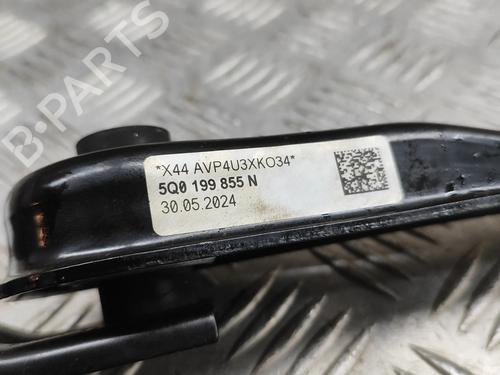 B-Parts
*X44 AVP4U3XKO34*
5Q0 199 855 N
30.05.2024